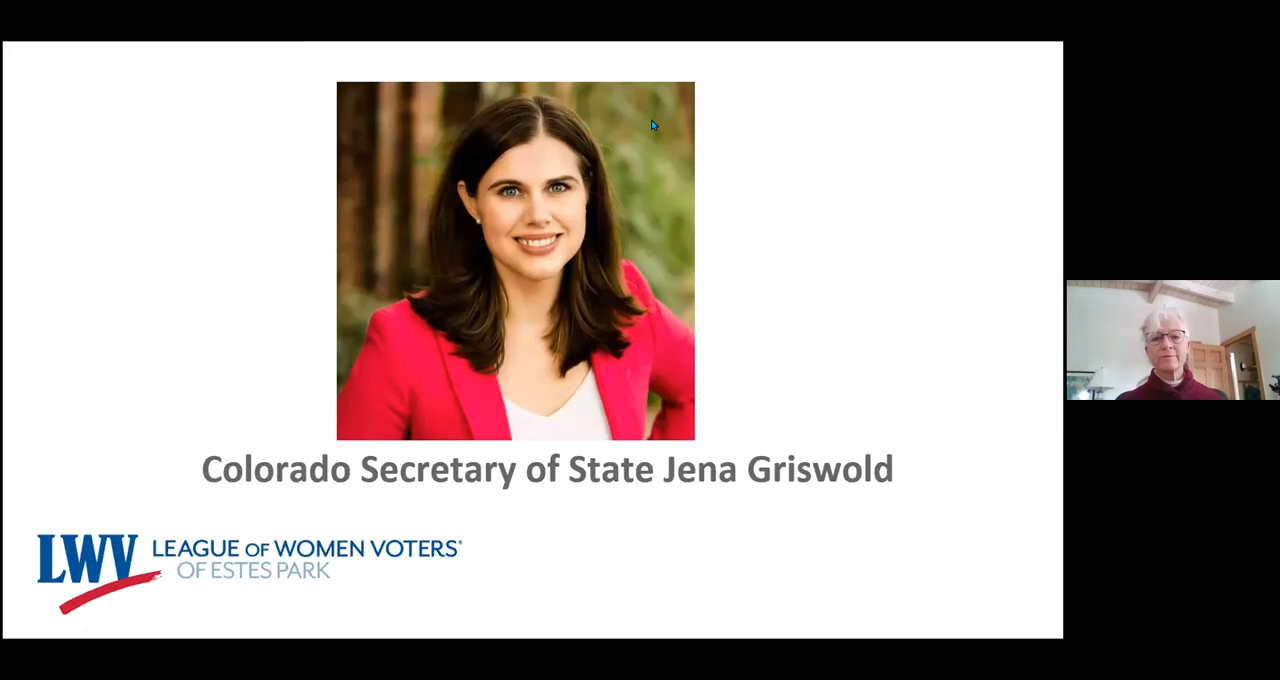 Colorado Secretary of State Jena Griswold
LWV LEAGUE OF WOMEN VOTERS®
OF ESTES PARK